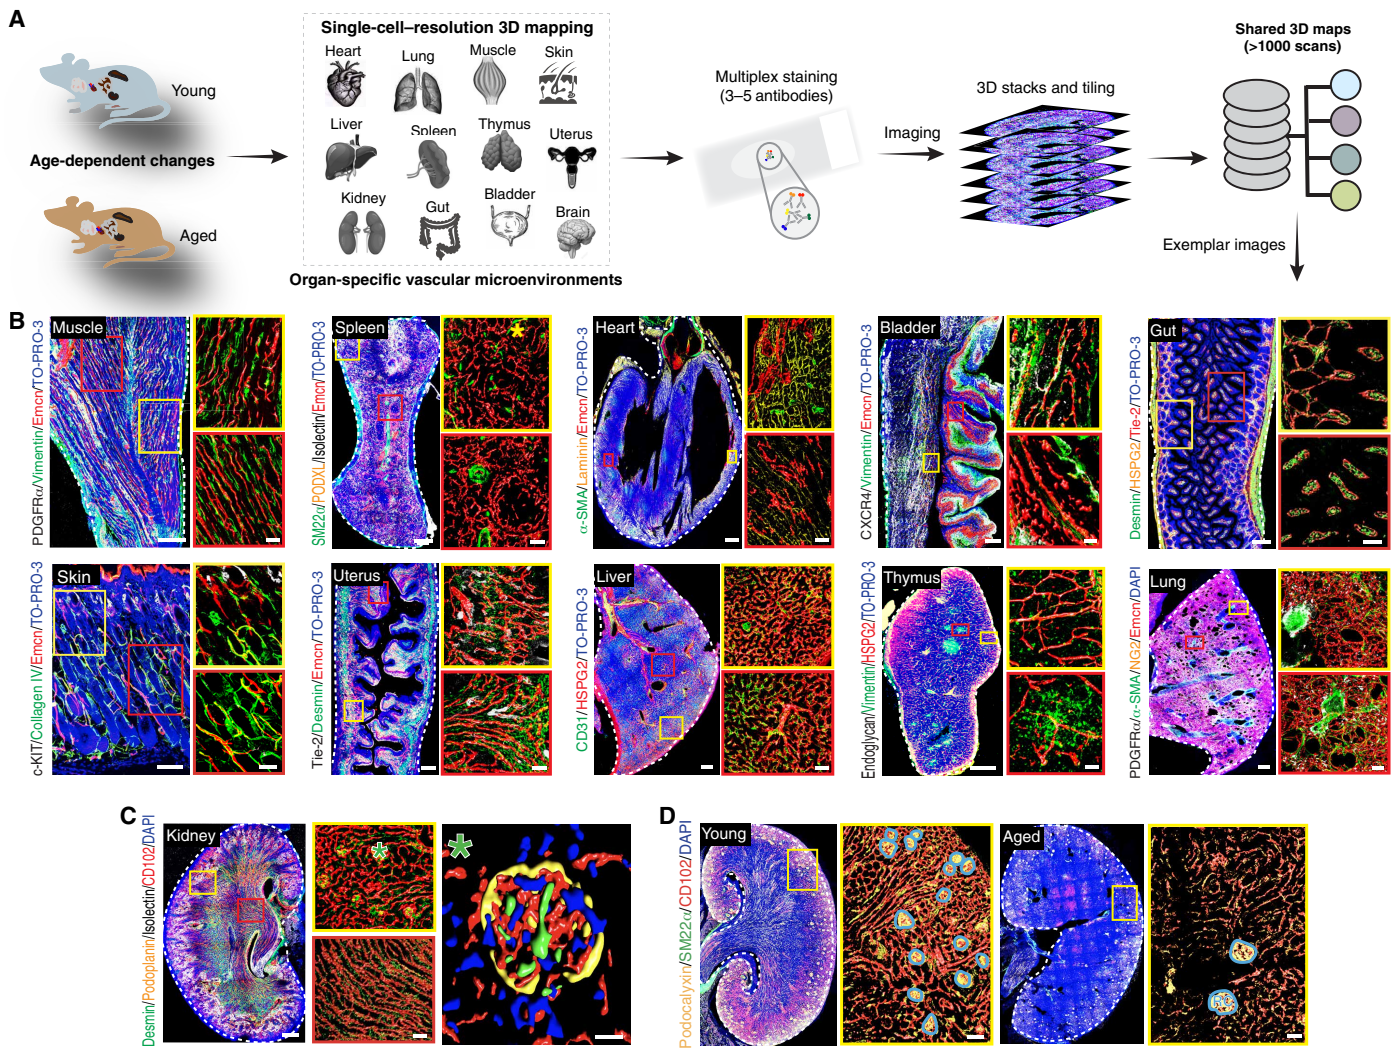 A
Young
Age-dependent changes
Aged
Single-cell–resolution 3D mapping
Heart
Lung
Muscle
Skin
Liver
Spleen
Thymus
Uterus
Kidney
Gut
Bladder
Brain
Organ-specific vascular microenvironments
Multiplex staining
(3–5 antibodies)
Imaging
3D stacks and tiling
Shared 3D maps
(>1000 scans)
Exemplar images
B
PDGFRα/Vimentin/Emcn/TO-PRO-3
Muscle
SM22α/PODXL/Isolectin/Emcn/TO-PRO-3
Spleen
*
α-SMA/Laminin/Emcn/TO-PRO-3
Heart
CXCR4/Vimentin/Emcn/TO-PRO-3
Bladder
Desmin/HSPG2/Tie-2/TO-PRO-3
Gut
c-KIT/Collagen IV/Emcn/TO-PRO-3
Skin
Tie-2/Desmin/Emcn/TO-PRO-3
Uterus
CD31/HSPG2/TO-PRO-3
Liver
Endoglycan/Vimentin/HSPG2/TO-PRO-3
Thymus
PDGFRα/α-SMA/NG2/Emcn/DAPI
Lung
C
Desmin/Podoplanin/Isolectin/CD102/DAPI
Kidney
*
*
D
Podocalyxin/SM22α/CD102/DAPI
Young
Aged